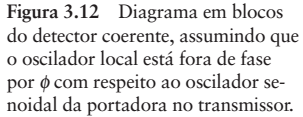 Figura 3.12 Diagrama em blocos
do detector coerente, assumindo que
o oscilador local está fora de fase
por ϕ com respeito ao oscilador se-
noidal da portadora no transmissor.